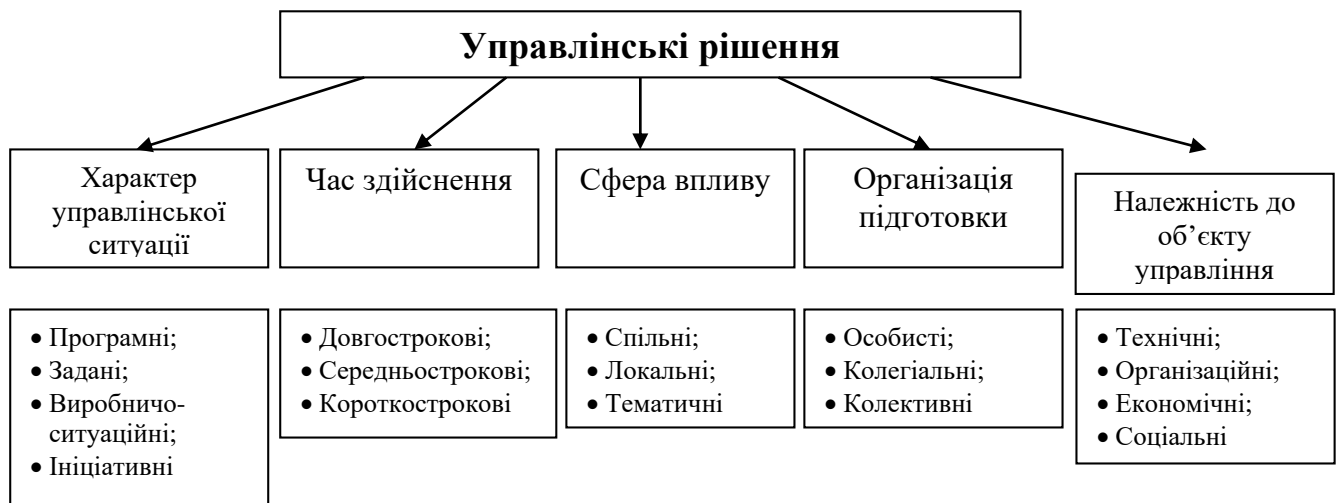 Управлінські рішення
Характер
управлінської
ситуації
Час здійснення
Сфера впливу
Організація
підготовки
Належність до
об’єкту
управління
• Програмні;
• Задані;
• Виробничо-
ситуаційні;
• Ініціативні
• Довгострокові;
• Середньострокові;
• Короткострокові
• Спільні;
• Локальні;
• Тематичні
• Особисті;
• Колегіальні;
• Колективні
• Технічні;
• Організаційні;
• Економічні;
• Соціальні